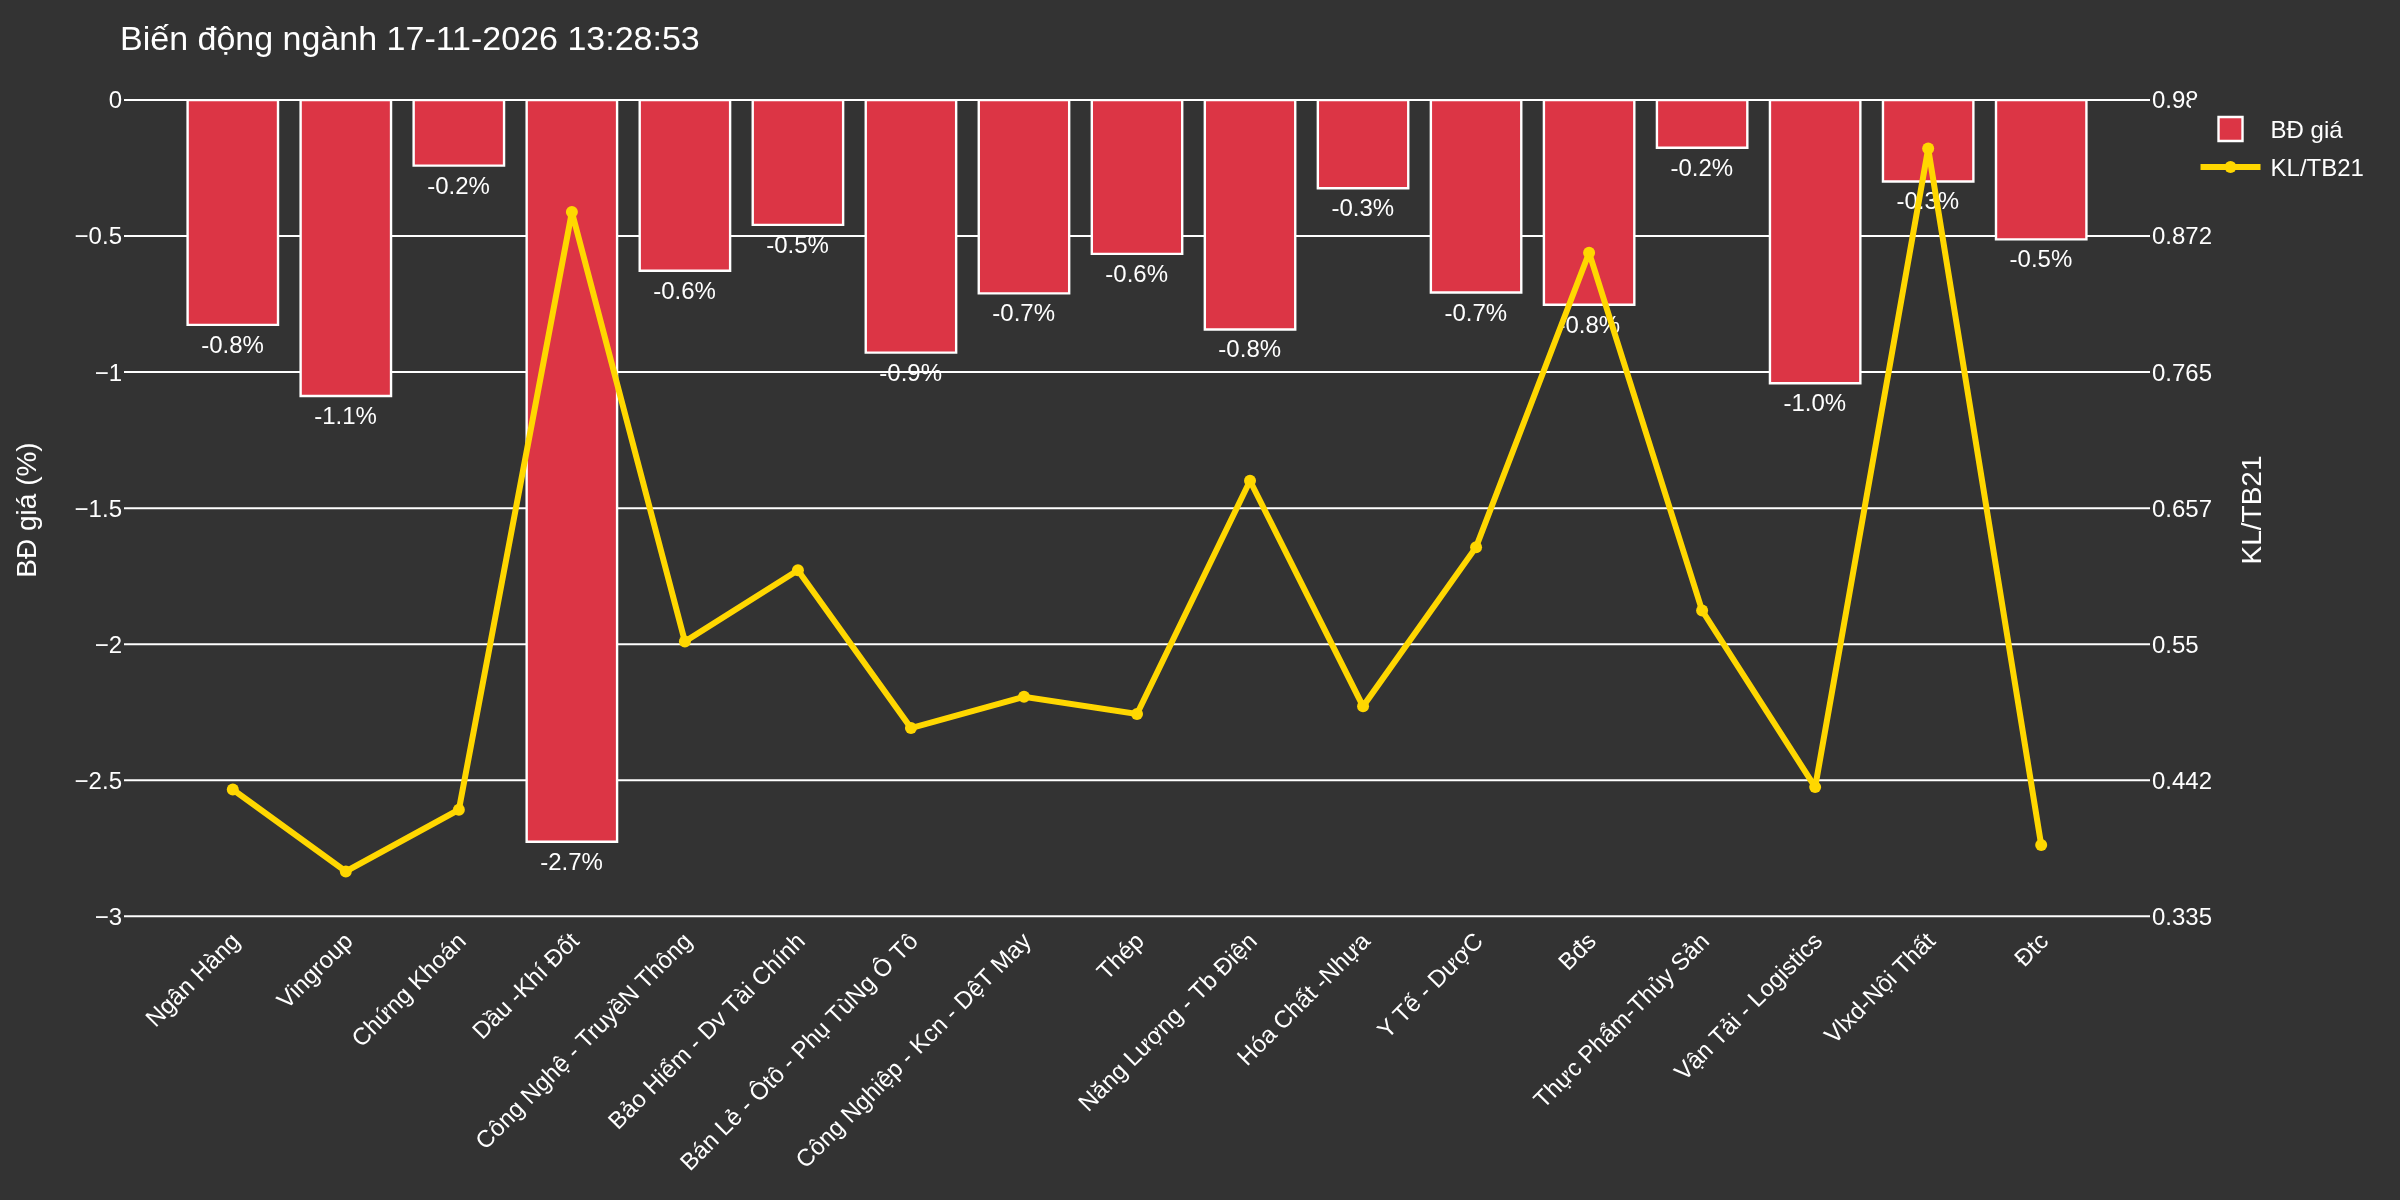 Biến động ngành 17-11-2026 13:28:53
BĐ giá
KL/TB21
BĐ giá (%)
0
−0.5
−1
−1.5
−2
−2.5
−3
-0.8%
-1.1%
-0.2%
-2.7%
-0.6%
-0.5%
-0.9%
-0.7%
-0.6%
-0.8%
-0.3%
-0.7%
-0.8%
-0.2%
-1.0%
-0.3%
-0.5%
0.98
0.872
0.765
0.657
0.55
0.442
0.335
KL/TB21
Ngân Hàng
Vingroup
Chứng Khoán
Dầu -Khí Đốt
Công Nghệ - TruyềN Thông
Bảo Hiểm - Dv Tài Chính
Bán Lẻ - Ôtô - Phụ TùNg Ô Tô
Công Nghiệp - Kcn - DệT May
Thép
Năng Lượng - Tb Điện
Hóa Chất -Nhựa
Y Tế - DượC
Bđs
Thực Phẩm-Thủy Sản
Vận Tải - Logistics
Vlxd-Nội Thất
Đtc